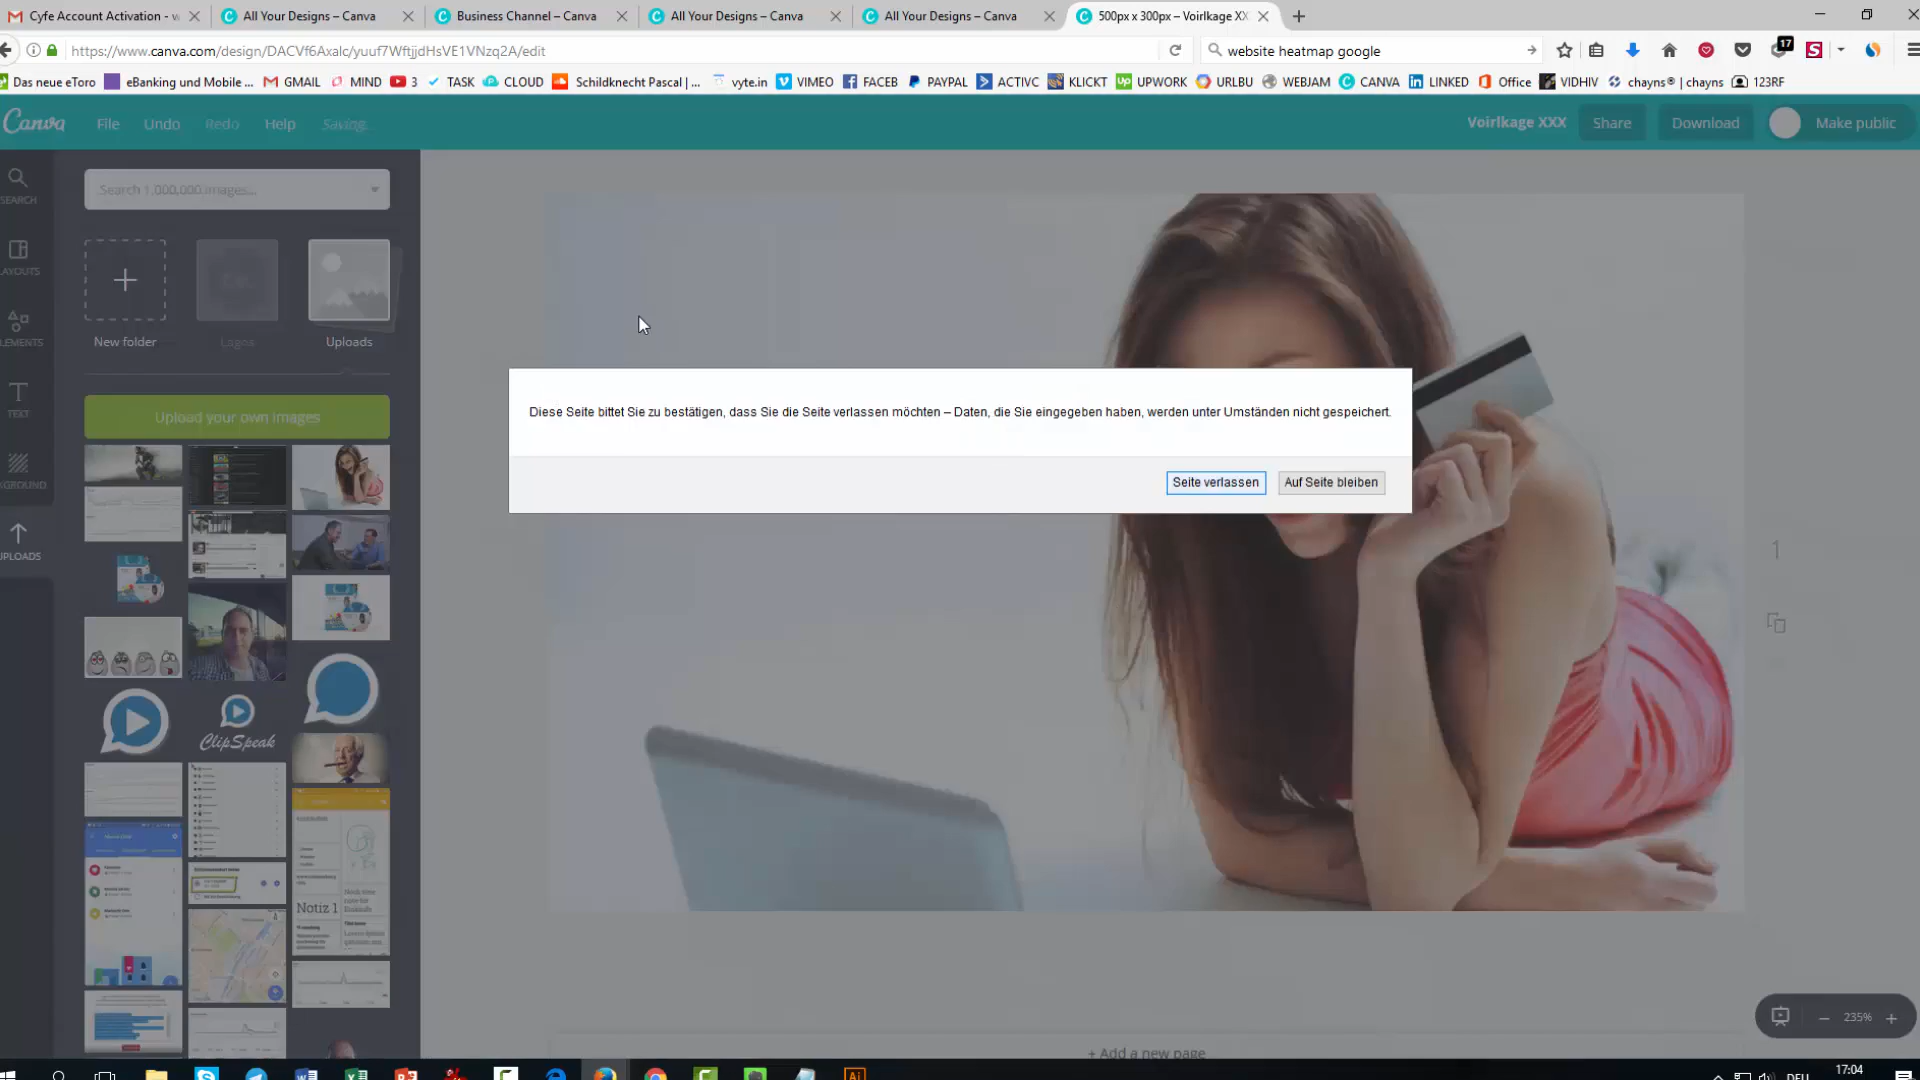 Cyfe Account Activation -
All Your Designs – Canva
Business Channel – Canva
All Your Designs – Canva
All Your Designs – Canva
500px x 300px – Voirlkage XX
https://www.canva.com/design/DACVf6Axalc/yuuf7WftjjdHsVE1VNzq2A/edit
website heatmap google
17
Das neue eToro
eBanking und Mobile ...
GMAIL
MIND
3
TASK
CLOUD
Schildknecht Pascal | ...
vyte.in
VIMEO
FACEB
PAYPAL
ACTIVC
KLICKT
UPWORK
URLBU
WEBJAM
CANVA
LINKED
Office
VIDHIV
chayns® | chayns
123RF
Canva
File
Undo
Redo
Help
Saving...
Voirlkage XXX
Share
Download
Make public
SEARCH
Search 1,000,000 images...
LAYOUTS
ELEMENTS
TEXT
UPLOADS
New folder
Logos
Uploads
Upload your own images
ClipSpeak
Notiz 1
Diese Seite bittet Sie zu bestätigen, dass Sie die Seite verlassen möchten – Daten, die Sie eingegeben haben, werden unter Umständen nicht gespeichert.
Seite verlassen
Auf Seite bleiben
1
235%
+ Add a new page
DEU
17:04